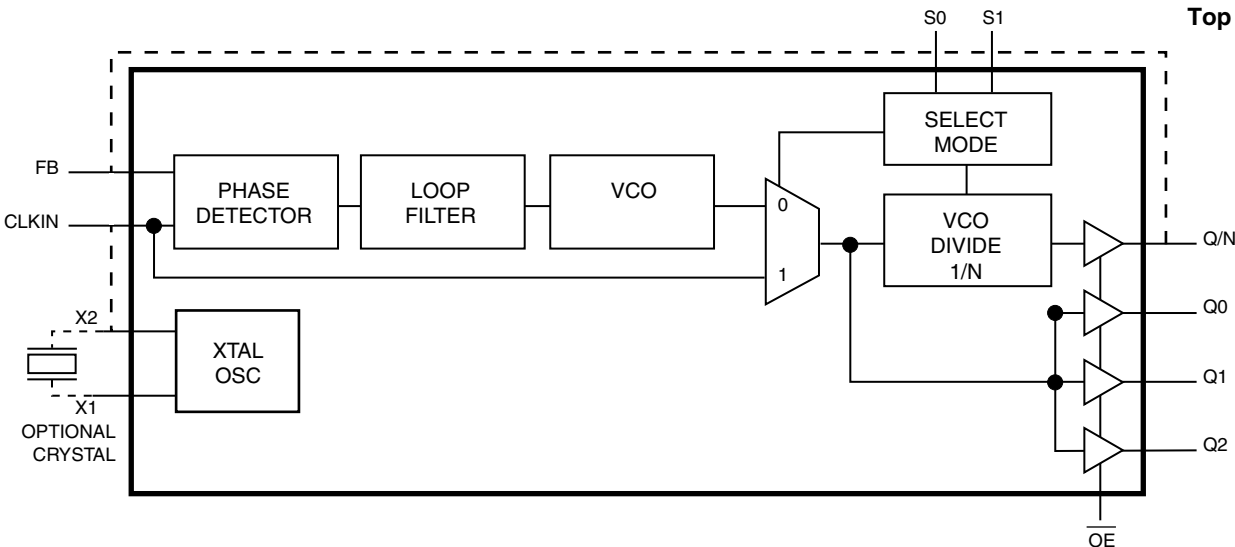 S0
S1
Top
SELECT
MODE
FB
PHASE
DETECTOR
LOOP
FILTER
VCO
0
CLKIN
VCO
DIVIDE
1/N
Q/N
1
X2
XTAL
OSC
Q0
Q1
X1
OPTIONAL
CRYSTAL
Q2
OE